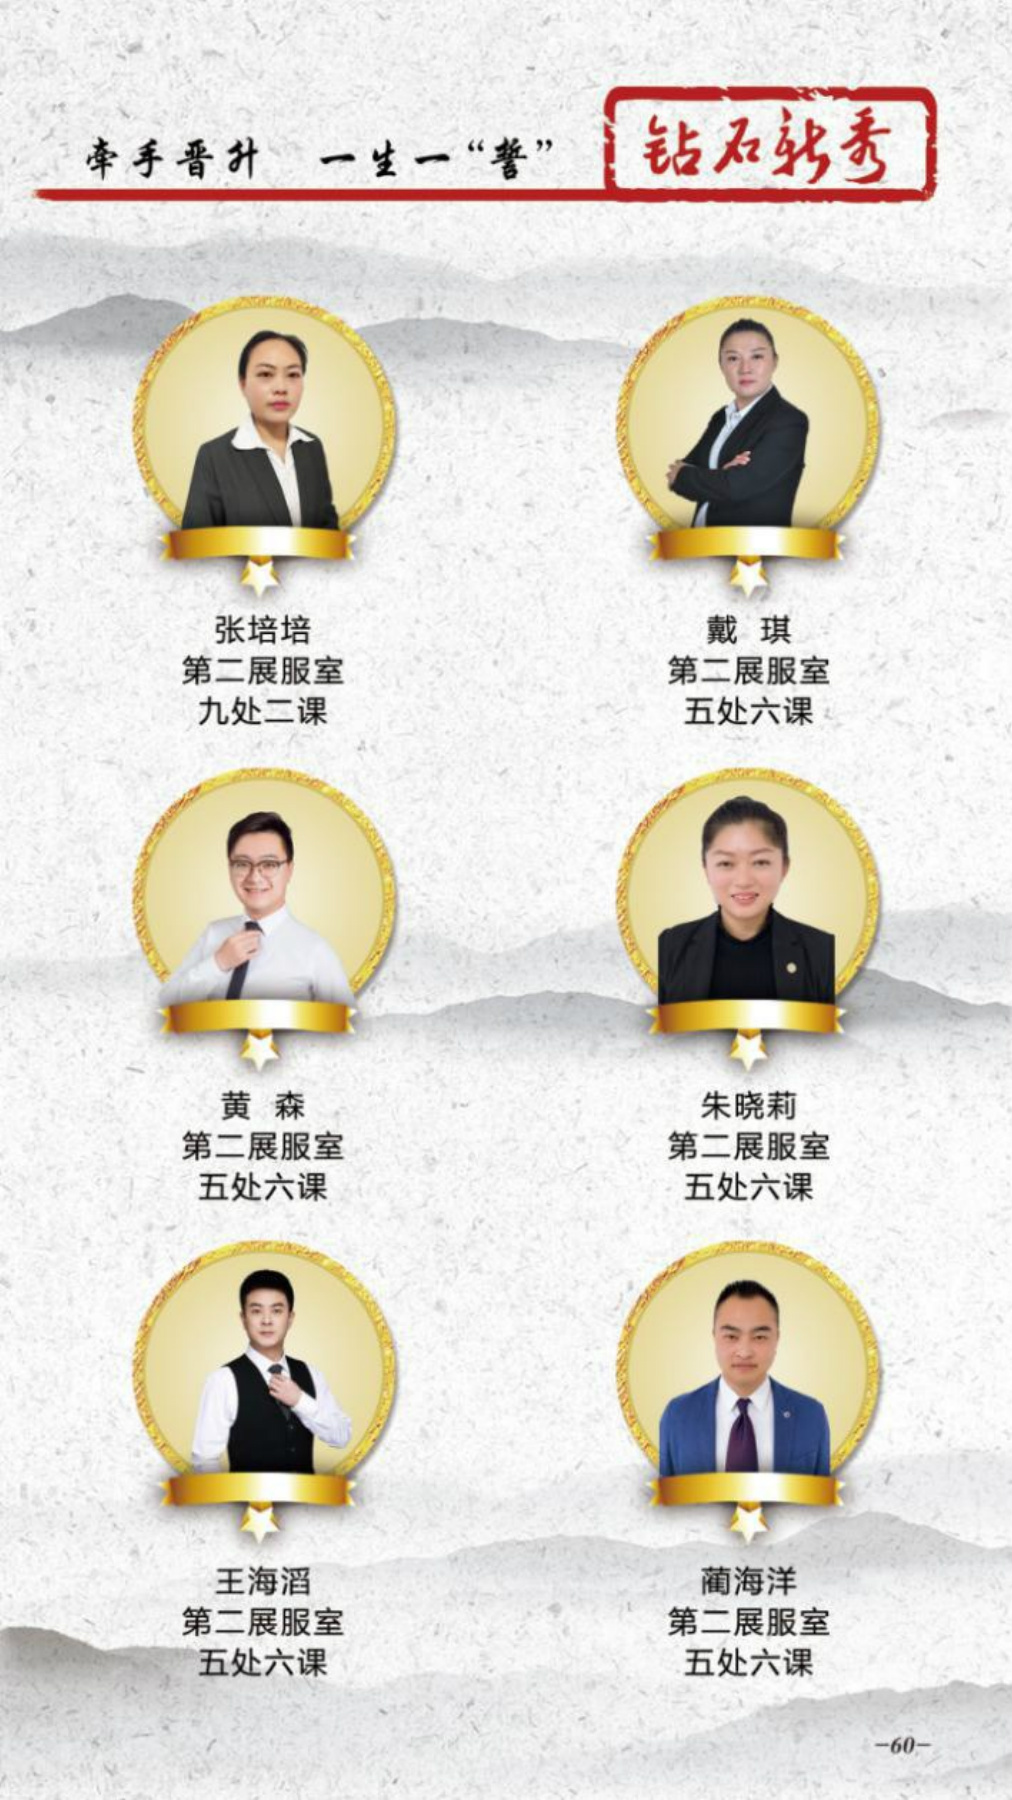 牵手晋升 一生一“誓”
钻石新秀
张培培
第二展服室
九处二课
戴 琪
第二展服室
五处六课
黄 森
第二展服室
五处六课
朱晓莉
第二展服室
五处六课
王海滔
第二展服室
五处六课
蔺海洋
第二展服室
五处六课
-60-